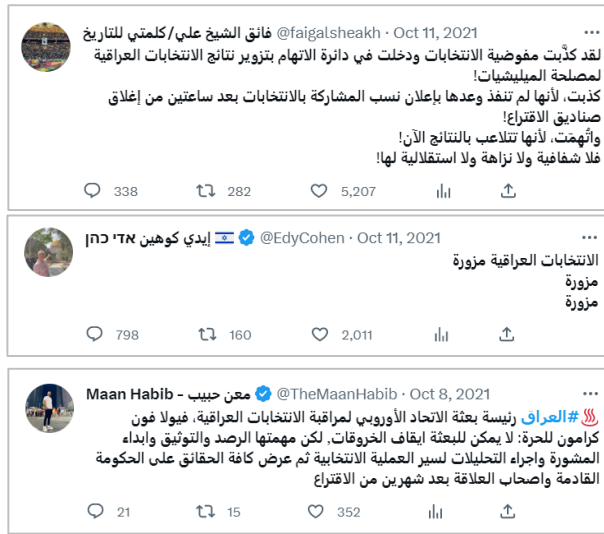 فائق الشيخ علي/كلمتي للتاريخ @faigalsheakh · Oct 11, 2021
لقد كذَّبت مفوضية الانتخابات ودخلت في دائرة الاتهام بتزوير نتائج الانتخابات العراقية
لمصلحة الميليشيات!
كذبت، لأنها لم تنفذ وعدها بإعلان نسب المشاركة بالانتخابات بعد ساعتين من إغلاق
صناديق الاقتراع!
واتُهِمَت، لأنها تتلاعب بالنتائج الآن!
فلا شفافية ولا نزاهة ولا استقلالية لها!
338 282 5,207
إيدي كوهين אדי כהן 🇮🇱 @EdyCohen · Oct 11, 2021
الانتخابات العراقية مزورة
مزورة
مزورة
798 160 2,011
Maan Habib - معن حبيب @TheMaanHabib · Oct 8, 2021
♨️#العراق رئيسة بعثة الاتحاد الأوروبي لمراقبة الانتخابات العراقية، فيولا فون
كرامون للحرة: لا يمكن للبعثة ايقاف الخروقات, لكن مهمتها الرصد والتوثيق وابداء
المشورة واجراء التحليلات لسير العملية الانتخابية ثم عرض كافة الحقائق على الحكومة
القادمة واصحاب العلاقة بعد شهرين من الاقتراع
21 15 352